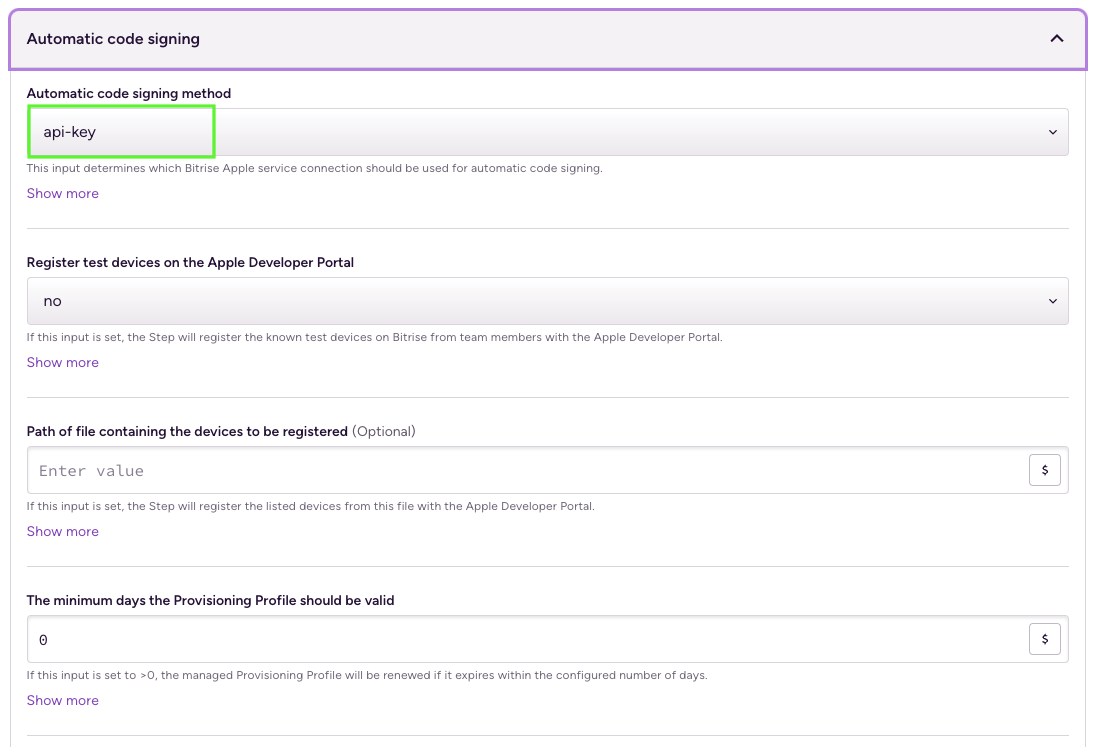 Automatic code signing
Automatic code signing method
api-key
This input determines which Bitrise Apple service connection should be used for automatic code signing.
Show more
Register test devices on the Apple Developer Portal
no
If this input is set, the Step will register the known test devices on Bitrise from team members with the Apple Developer Portal.
Show more
Path of file containing the devices to be registered (Optional)
Enter value
$
If this input is set, the Step will register the listed devices from this file with the Apple Developer Portal.
Show more
The minimum days the Provisioning Profile should be valid
0
$
If this input is set to >0, the managed Provisioning Profile will be renewed if it expires within the configured number of days.
Show more